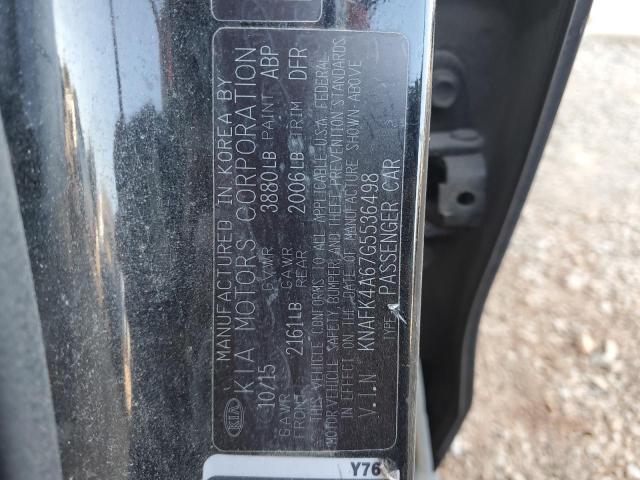 KIA
MANUFACTURED IN KOREA BY
KIA MOTORS CORPORATION
10/15 GVWR 3880LB PAINT ABP
GAWR FRONT 2161LB GAWR REAR 2006LB TRIM DFR
THIS VEHICLE CONFORMS TO ALL APPLICABLE U.S.A. FEDERAL
MOTOR VEHICLE SAFETY, BUMPER, AND THEFT PREVENTION STANDARDS
IN EFFECT ON THE DATE OF MANUFACTURE SHOWN ABOVE
V.I.N KNAFK4A67G5596498
TYPE: PASSENGER CAR
Y76